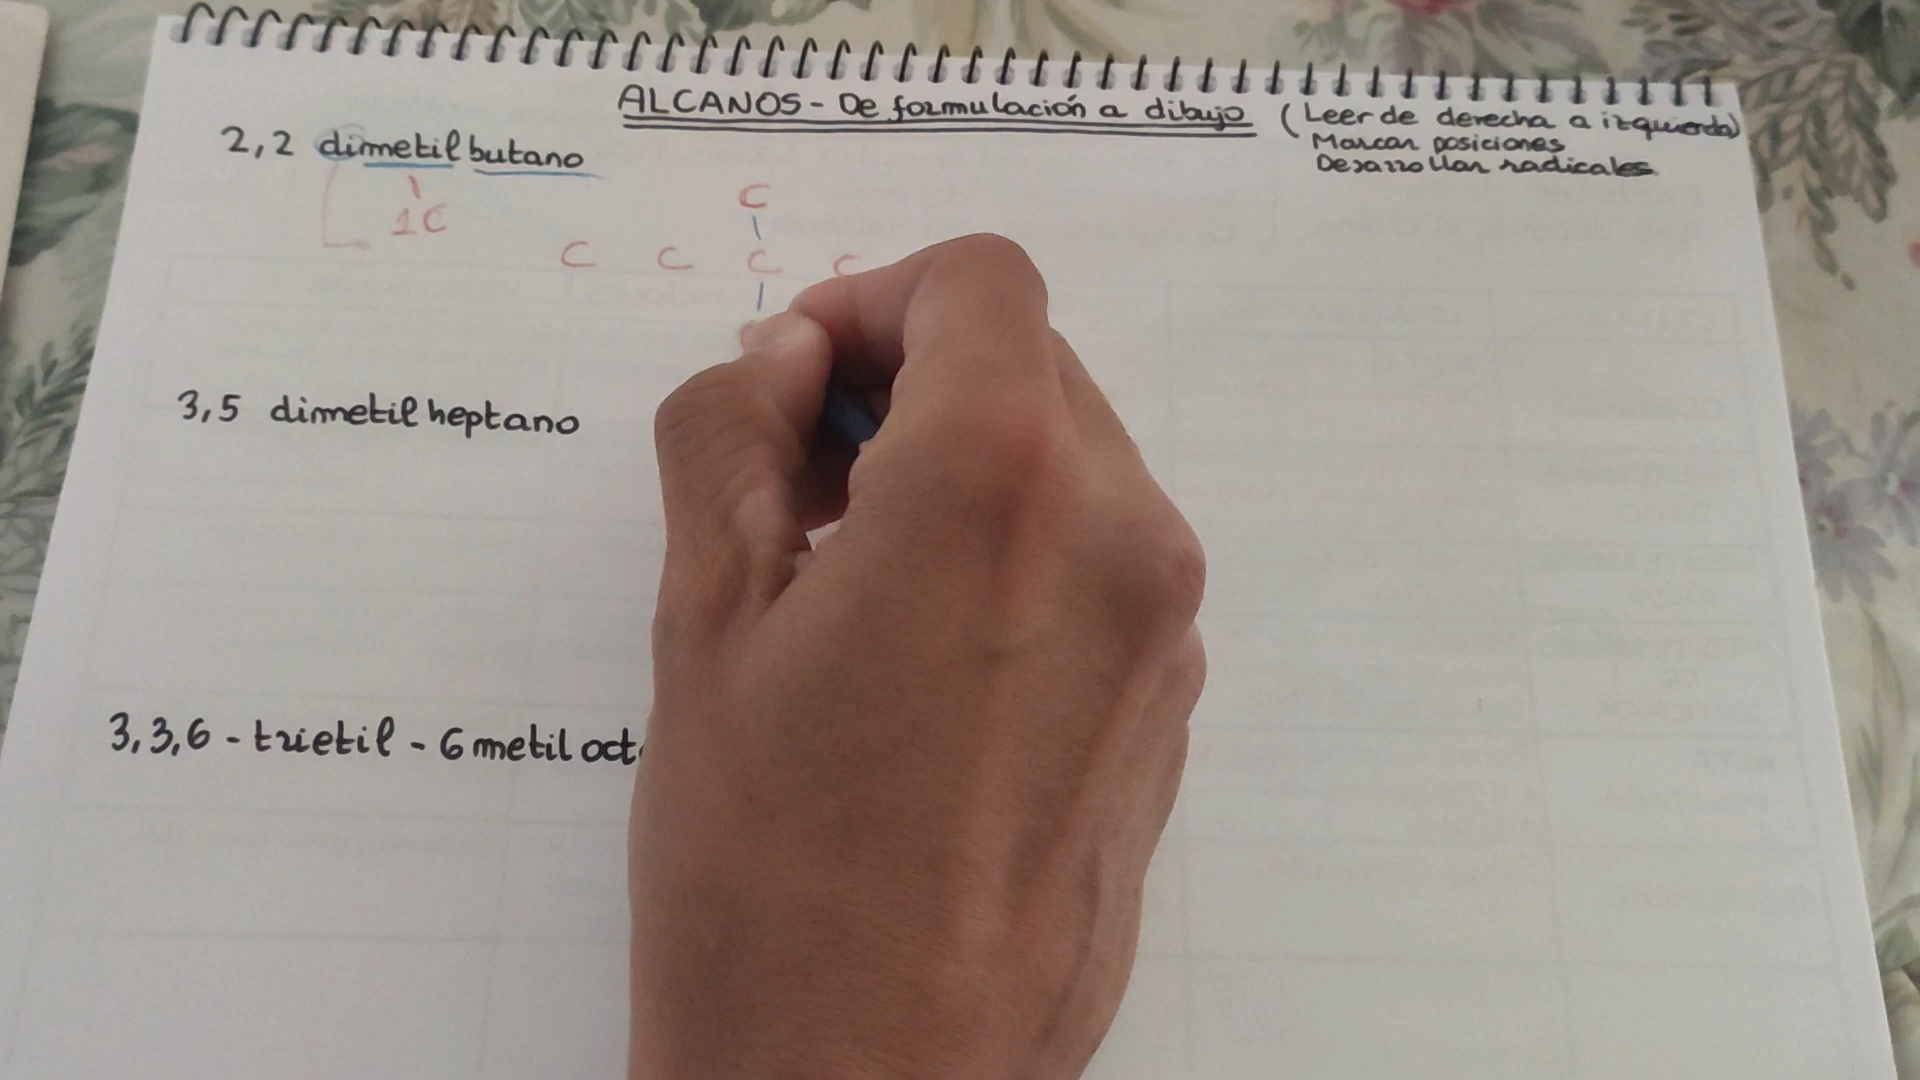 ALCANOS - De formulación a dibujo (Leer de derecha a izquierda)
Marcar posiciones
Desarrollar radicales
2,2 dimetil butano
1C
C
C C C C
3,5 dimetil heptano
3,3,6 - trietil - 6 metil